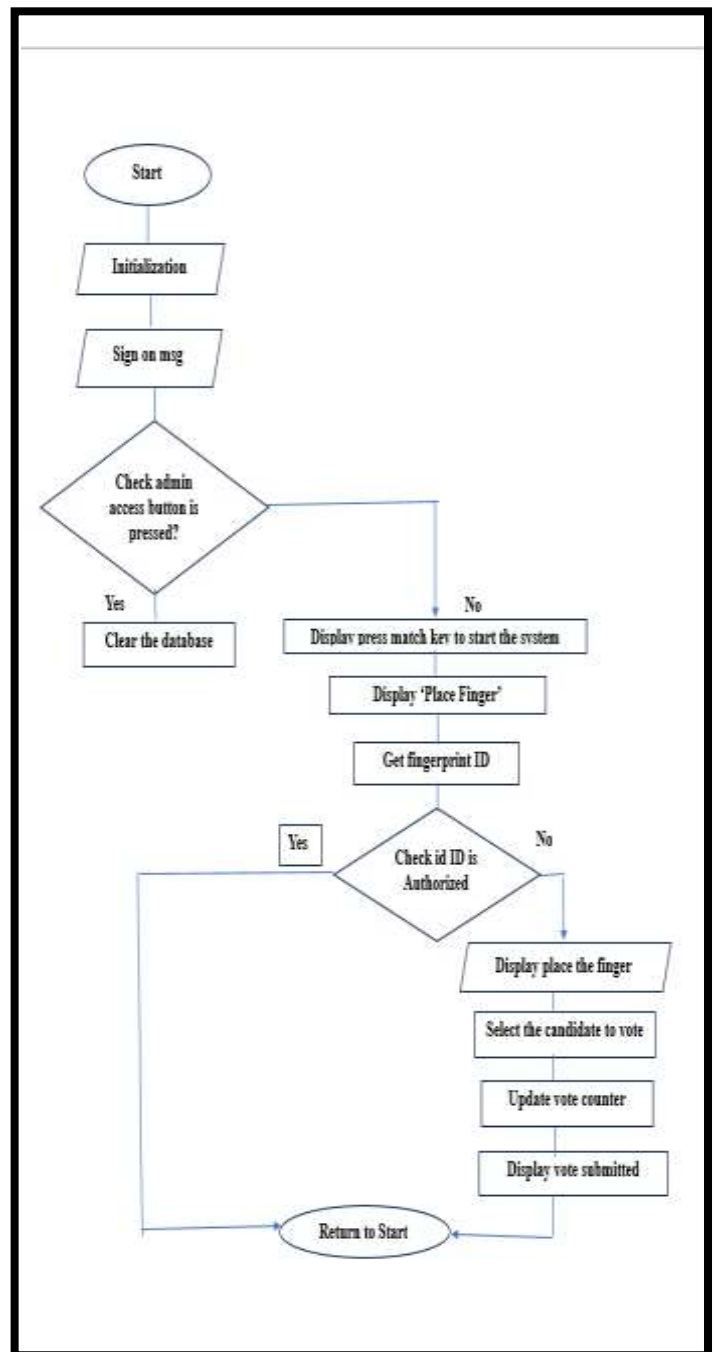 Start
Initialization
Sign on msg
Check admin
access button is
pressed?
Yes
No
Clear the database
Display press match key to start the system
Display ‘Place Finger’
Get fingerprint ID
Yes
No
Check id ID is
Authorized
Display place the finger
Select the candidate to vote
Update vote counter
Display vote submitted
Return to Start